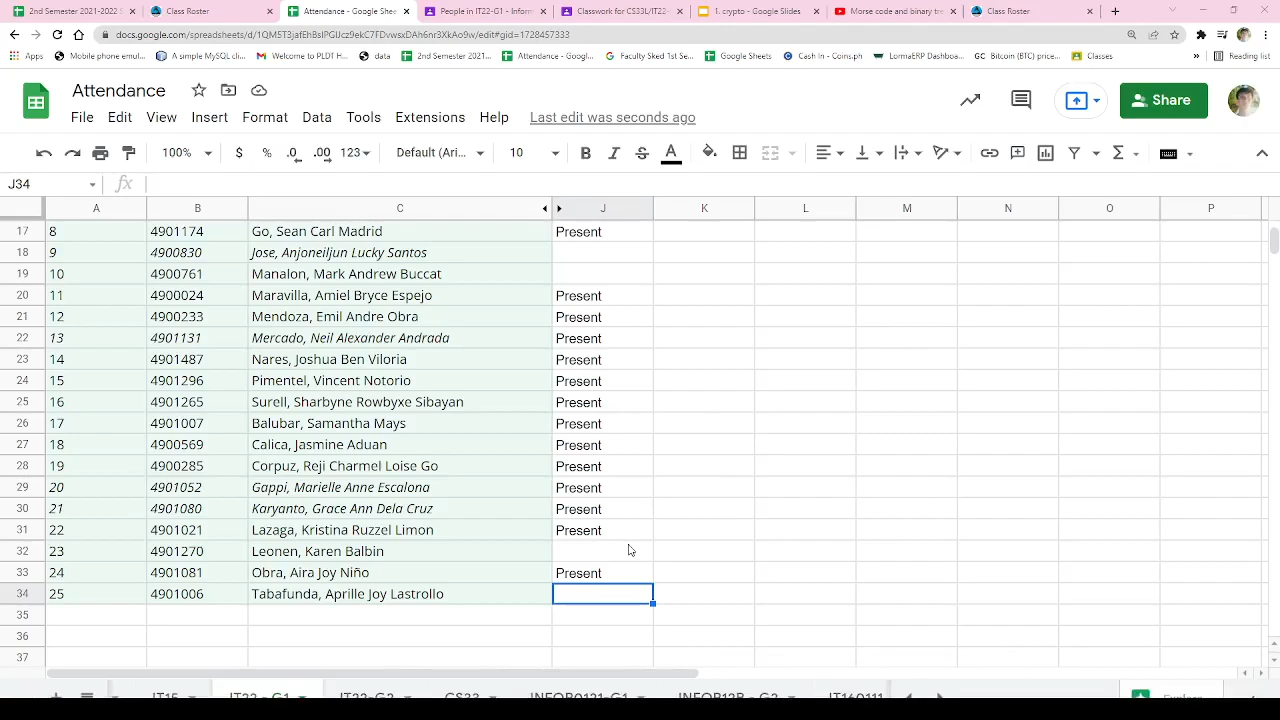 2nd Semester 2021-2022 S
Class Roster
Attendance - Google Shee
People in IT22-G1 - Inform
Classwork for CS33L/IT22-
1. crypto - Google Slides
Morse code and binary tre
Class Roster
docs.google.com/spreadsheets/d/1QM5T3jafEhBsIPGlJcz9ekC7FDvwsxDAh6nr3XkAo9w/edit#gid=1728457333
Apps
Mobile phone emul...
A simple MySQL cli...
Welcome to PLDT H...
data
2nd Semester 2021...
Attendance - Googl...
Faculty Sked 1st Se...
Google Sheets
Cash In - Coins.ph
LormaERP Dashboa...
GC Bitcoin (BTC) price...
Classes
»
Reading list
Attendance
Share
File Edit View Insert Format Data Tools Extensions Help Last edit was seconds ago
100% $ % .0 .00 123 Default (Ari... 10 B I S A
J34 fx
A B C J K L M N O P
17 8 4901174 Go, Sean Carl Madrid Present
18 9 4900830 Jose, Anjoneiljun Lucky Santos
19 10 4900761 Manalon, Mark Andrew Buccat
20 11 4900024 Maravilla, Amiel Bryce Espejo Present
21 12 4900233 Mendoza, Emil Andre Obra Present
22 13 4901131 Mercado, Neil Alexander Andrada Present
23 14 4901487 Nares, Joshua Ben Viloria Present
24 15 4901296 Pimentel, Vincent Notorio Present
25 16 4901265 Surell, Sharbyne Rowbyxe Sibayan Present
26 17 4901007 Balubar, Samantha Mays Present
27 18 4900569 Calica, Jasmine Aduan Present
28 19 4900285 Corpuz, Reji Charmel Loise Go Present
29 20 4901052 Gappi, Marielle Anne Escalona Present
30 21 4901080 Karyanto, Grace Ann Dela Cruz Present
31 22 4901021 Lazaga, Kristina Ruzzel Limon Present
32 23 4901270 Leonen, Karen Balbin
33 24 4901081 Obra, Aira Joy Niño Present
34 25 4901006 Tabafunda, Aprille Joy Lastrollo
35
36
37
IT15 IT22 - G1 IT22-G2 CS33 INFOR0121-G1 INFOR12B - G2 IT160111 Explore